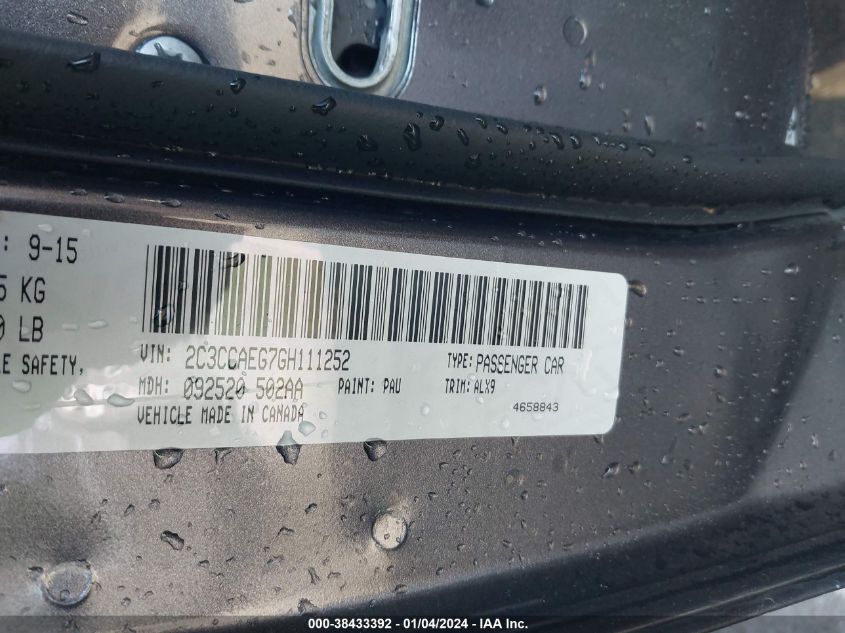 : 9-15
5 KG
0 LB
LE SAFETY,
VIN: 2C3CCAEG7GH111252 TYPE: PASSENGER CAR
MDH: 092520 502AA PAINT: PAU TRIM: ALX9
VEHICLE MADE IN CANADA 4658843
000-38433392 - 01/04/2024 - IAA Inc.